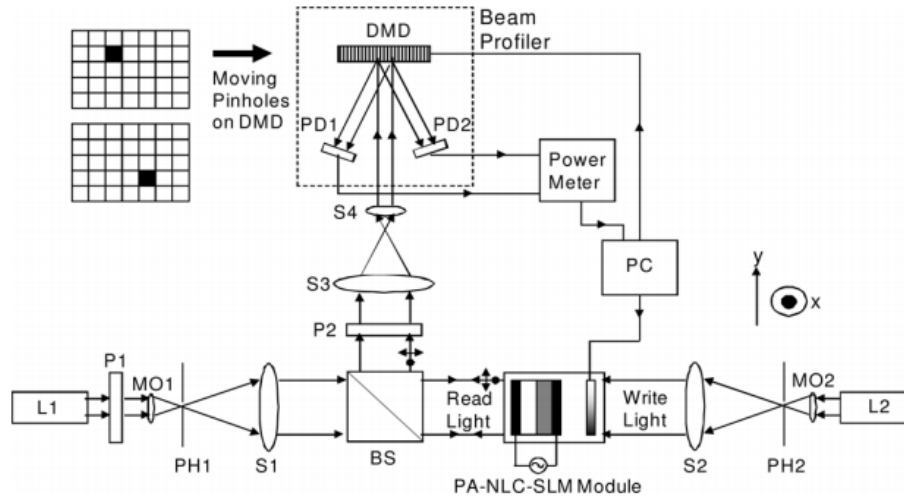 DMD
Beam
Profiler
Moving
Pinholes
on DMD
PD1
PD2
Power
Meter
S4
PC
S3
y
x
P2
P1
MO1
MO2
L1
Read
Light
Write
Light
L2
PH1
S1
BS
S2
PH2
PA-NLC-SLM Module